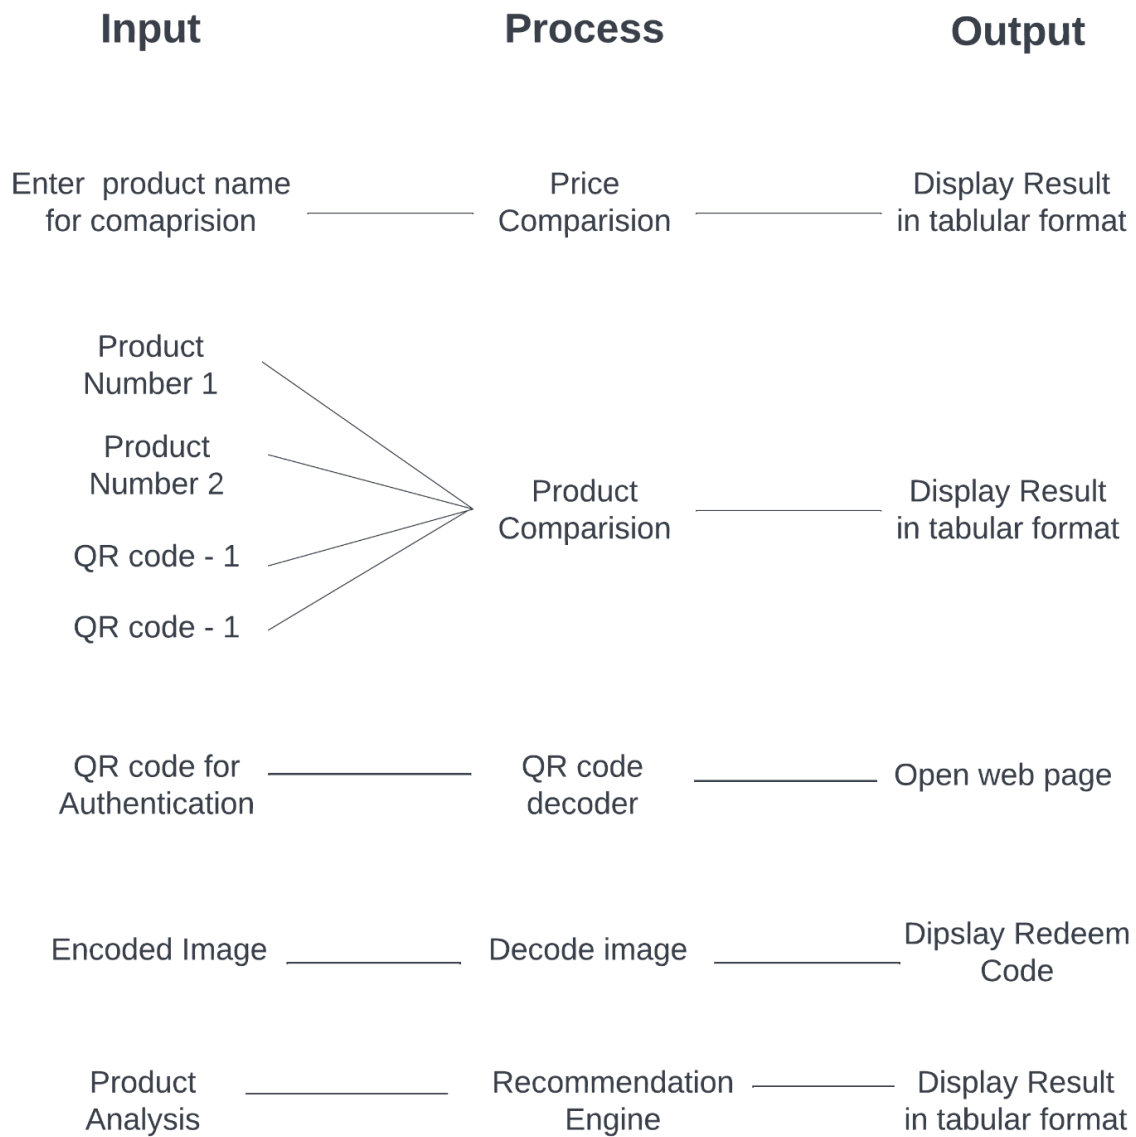 Input
Process
Output
Enter product name
for comaprision
Price
Comparision
Display Result
in tablular format
Product
Number 1
Product
Number 2
QR code - 1
QR code - 1
Product
Comparision
Display Result
in tabular format
QR code for
Authentication
QR code
decoder
Open web page
Encoded Image
Decode image
Dipslay Redeem
Code
Product
Analysis
Recommendation
Engine
Display Result
in tabular format